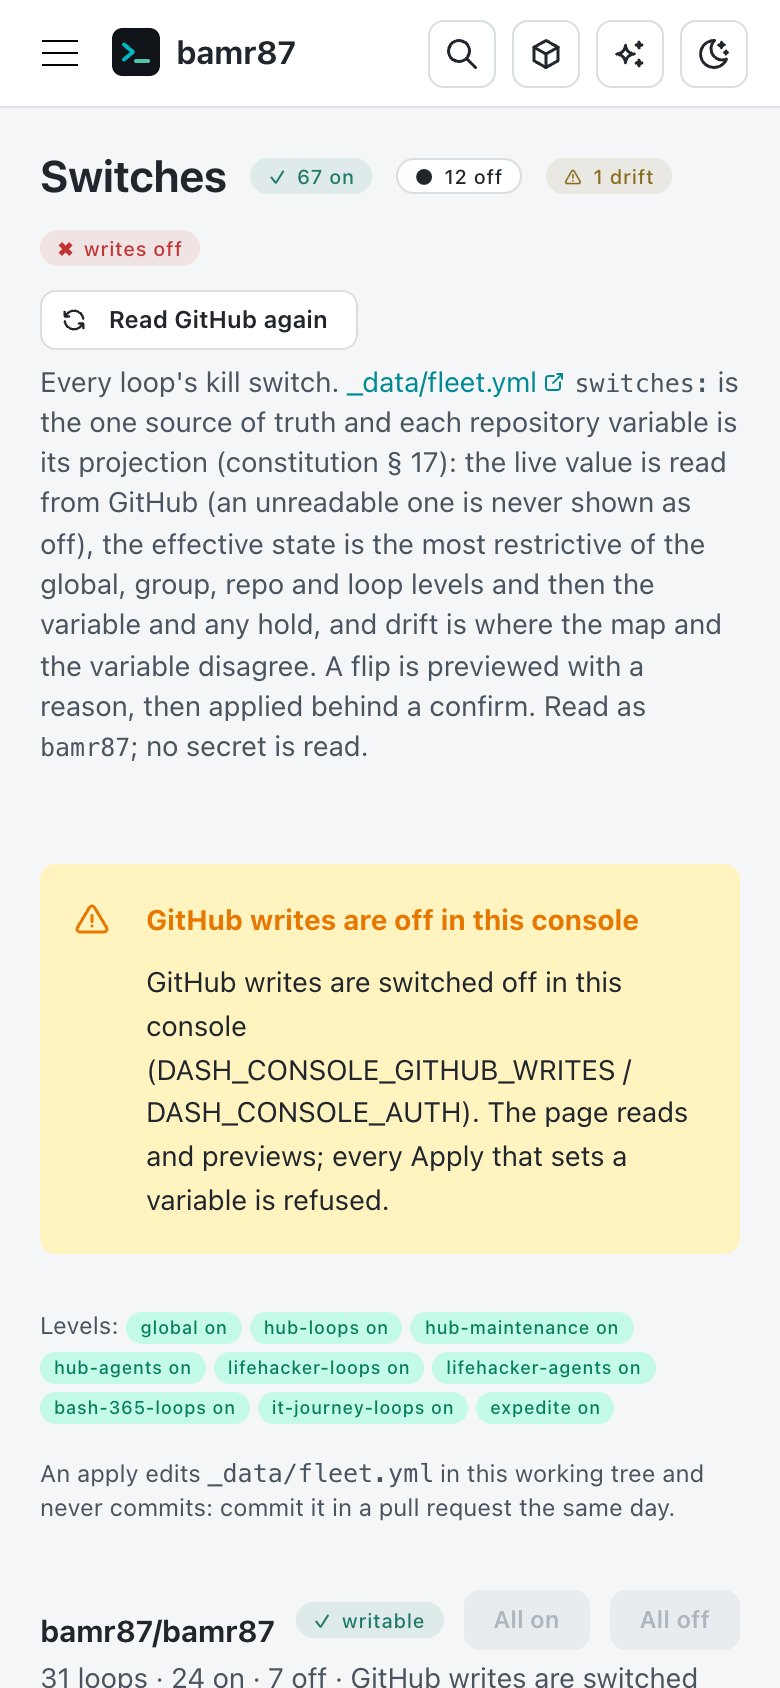 bamr87
Switches
67 on
12 off
1 drift
writes off
Read GitHub again
Every loop's kill switch. _data/fleet.yml switches: is
the one source of truth and each repository variable is
its projection (constitution § 17): the live value is read
from GitHub (an unreadable one is never shown as
off), the effective state is the most restrictive of the
global, group, repo and loop levels and then the
variable and any hold, and drift is where the map and
the variable disagree. A flip is previewed with a
reason, then applied behind a confirm. Read as
bamr87; no secret is read.
GitHub writes are off in this console
GitHub writes are switched off in this
console
(DASH_CONSOLE_GITHUB_WRITES /
DASH_CONSOLE_AUTH). The page reads
and previews; every Apply that sets a
variable is refused.
Levels: global on hub-loops on hub-maintenance on
hub-agents on lifehacker-loops on lifehacker-agents on
bash-365-loops on it-journey-loops on expedite on
An apply edits _data/fleet.yml in this working tree and
never commits: commit it in a pull request the same day.
bamr87/bamr87 writable All on All off
31 loops · 24 on · 7 off · GitHub writes are switched